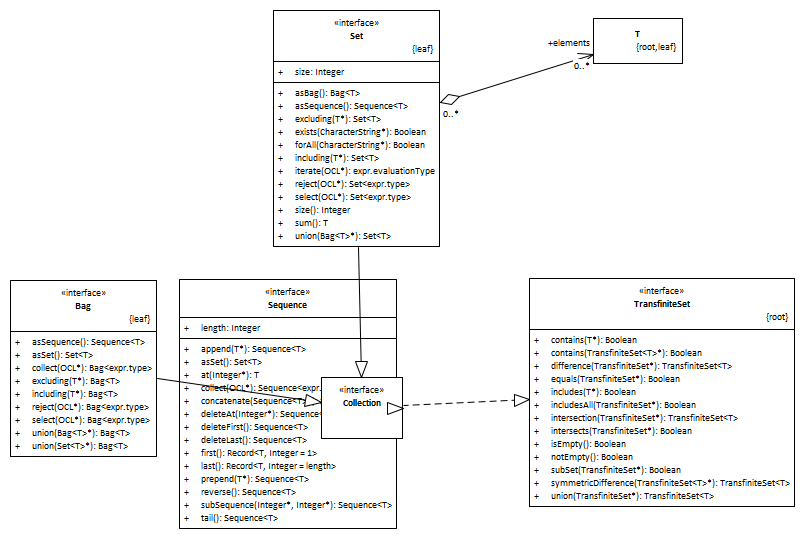 «interface»
Set
{leaf}
+ size: Integer
+ asBag(): Bag<T>
+ asSequence(): Sequence<T>
+ excluding(T*): Set<T>
+ exists(CharacterString*): Boolean
+ forAll(CharacterString*): Boolean
+ including(T*): Set<T>
+ iterate(OCL*): expr.evaluationType
+ reject(OCL*): Set<expr.type>
+ select(OCL*): Set<expr.type>
+ size(): Integer
+ sum(): T
+ union(Bag<T>*): Set<T>
+elements
0..*
0..*
T
{root,leaf}
«interface»
Bag
{leaf}
+ asSequence(): Sequence<T>
+ asSet(): Set<T>
+ collect(OCL*): Bag<expr.type>
+ excluding(T*): Bag<T>
+ including(T*): Bag<T>
+ reject(OCL*): Bag<expr.type>
+ select(OCL*): Bag<expr.type>
+ union(Bag<T>*): Bag<T>
+ union(Set<T>*): Bag<T>
«interface»
Sequence
+ length: Integer
+ append(T*): Sequence<T>
+ asSet(): Set<T>
+ at(Integer*): T
+ collect(OCL*): Sequence<expr.
+ concatenate(Sequence<T
+ deleteAt(Integer*): Sequence
+ deleteFirst(): Sequence<T>
+ deleteLast(): Sequence<T>
+ first(): Record<T, Integer = 1>
+ last(): Record<T, Integer = length>
+ prepend(T*): Sequence<T>
+ reverse(): Sequence<T>
+ subSequence(Integer*, Integer*): Sequence<T>
+ tail(): Sequence<T>
«interface»
Collection
«interface»
TransfiniteSet
{root}
+ contains(T*): Boolean
+ contains(TransfiniteSet<T>*): Boolean
+ difference(TransfiniteSet*): TransfiniteSet<T>
+ equals(TransfiniteSet*): Boolean
+ includes(T*): Boolean
+ includesAll(TransfiniteSet*): Boolean
+ intersection(TransfiniteSet*): TransfiniteSet<T>
+ intersects(TransfiniteSet*): Boolean
+ isEmpty(): Boolean
+ notEmpty(): Boolean
+ subSet(TransfiniteSet*): Boolean
+ symmetricDifference(TransfiniteSet<T>*): TransfiniteSet<T>
+ union(TransfiniteSet*): TransfiniteSet<T>